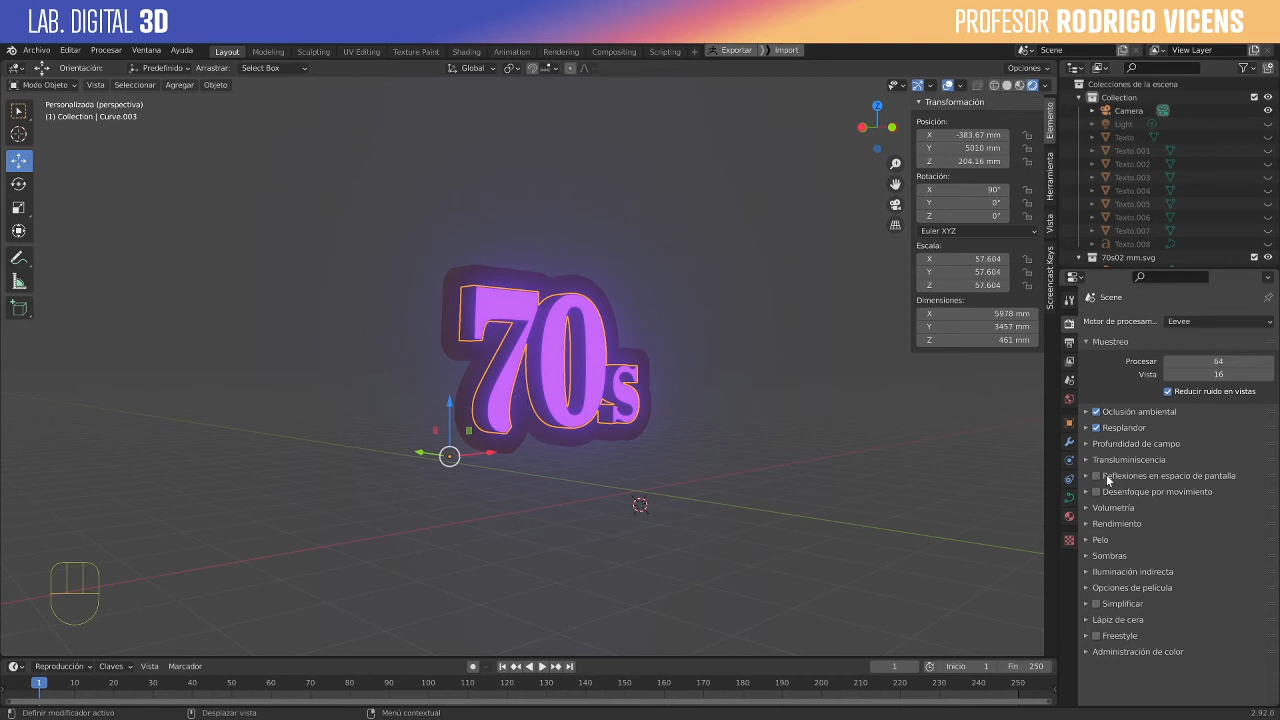 LAB. DIGITAL 3D
PROFESOR RODRIGO VICENS
Archivo Editar Procesar Ventana Ayuda Layout Modeling Sculpting UV Editing Texture Paint Shading Animation Rendering Compositing Scripting + Exportar Import Scene View Layer
Orientación: Predefinido Arrastrar: Select Box Global Opciones
Modo Objeto Vista Seleccionar Agregar Objeto
Personalizada (perspectiva)
(1) Collection | Curve.003
Z
70s
Transformación
Posición:
X -383.67 mm
Y 5010 mm
Z 204.16 mm
Rotación:
X 90°
Y 0°
Z 0°
Euler XYZ
Escala:
X 57.604
Y 57.604
Z 57.604
Dimensiones:
X 5978 mm
Y 3457 mm
Z 461 mm
Elemento
Herramienta
Vista
Screencast Keys
Colecciones de la escena
Collection
Camera
Light
Texto
Texto.001
Texto.002
Texto.003
Texto.004
Texto.005
Texto.006
Texto.007
Texto.008
70s02 mm.svg
Scene
Motor de procesam... Eevee
Muestreo
Procesar 64
Vista 16
Reducir ruido en vistas
Oclusión ambiental
Resplandor
Profundidad de campo
Transluminiscencia
Reflexiones en espacio de pantalla
Desenfoque por movimiento
Volumetría
Rendimiento
Pelo
Sombras
Iluminación indirecta
Opciones de película
Simplificar
Lápiz de cera
Freestyle
Administración de color
Reproducción Claves Vista Marcador 1 Inicio 1 Fin 250
1 10 20 30 40 50 60 70 80 90 100 110 120 130 140 150 160 170 180 190 200 210 220 230 240 250
Definir modificador activo Desplazar vista Menú contextual 2.92.0